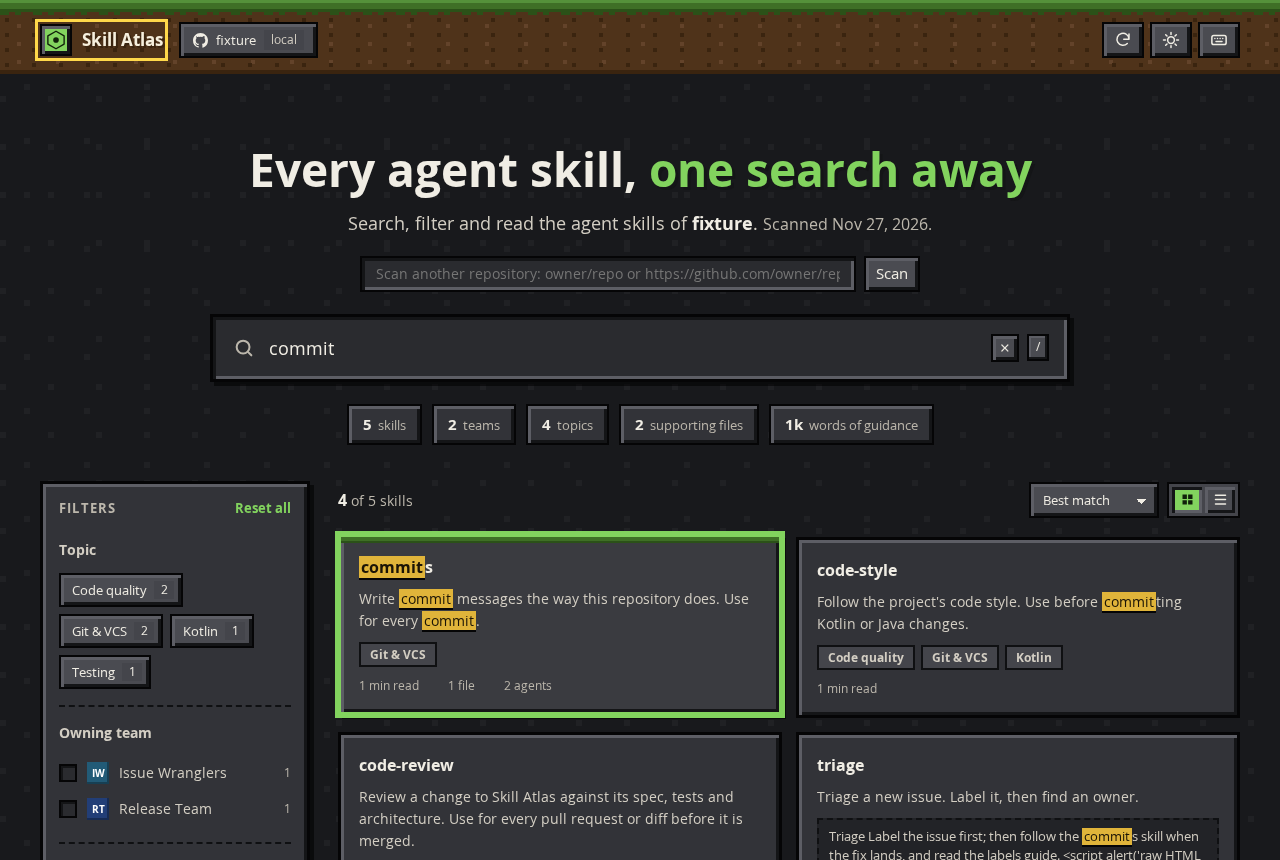 Skill Atlas
fixture local
Every agent skill, one search away
Search, filter and read the agent skills of fixture. Scanned Nov 27, 2026.
Scan another repository: owner/repo or https://github.com/owner/rep
Scan
commit
/
5 skills
2 teams
4 topics
2 supporting files
1k words of guidance
FILTERS
Reset all
Topic
Code quality 2
Git & VCS 2
Kotlin 1
Testing 1
Owning team
IW Issue Wranglers 1
RT Release Team 1
4 of 5 skills
Best match
commits
Write commit messages the way this repository does. Use
for every commit.
Git & VCS
1 min read 1 file 2 agents
code-style
Follow the project's code style. Use before committing
Kotlin or Java changes.
Code quality Git & VCS Kotlin
1 min read
code-review
Review a change to Skill Atlas against its spec, tests and
architecture. Use for every pull request or diff before it is
merged.
triage
Triage a new issue. Label it, then find an owner.
Triage Label the issue first; then follow the commits skill when
the fix lands, and read the labels guide. <script alert('raw HTML